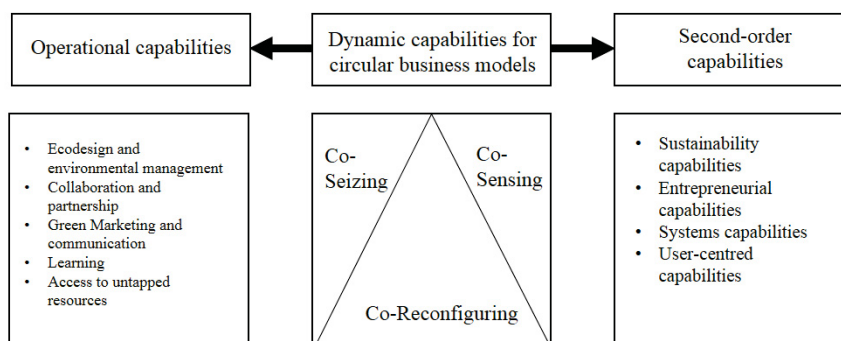 Operational capabilities
Dynamic capabilities for
circular business models
Second-order
capabilities
• Ecodesign and
environmental management
• Collaboration and
partnership
• Green Marketing and
communication
• Learning
• Access to untapped
resources
Co-
Seizing
Co-
Sensing
Co-Reconfiguring
• Sustainability
capabilities
• Entrepreneurial
capabilities
• Systems capabilities
• User-centred
capabilities